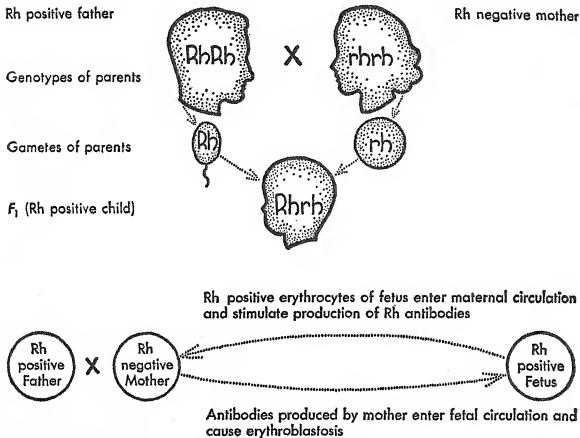 Rh positive father
Rh negative mother
RhRh
X
rhrh
Genotypes of parents
Gametes of parents
Rh
rh
F₁ (Rh positive child)
Rhrh
Rh positive erythrocytes of fetus enter maternal circulation
and stimulate production of Rh antibodies
Rh
positive
Father
X
Rh
negative
Mother
Rh
positive
Fetus
Antibodies produced by mother enter fetal circulation and
cause erythroblastosis